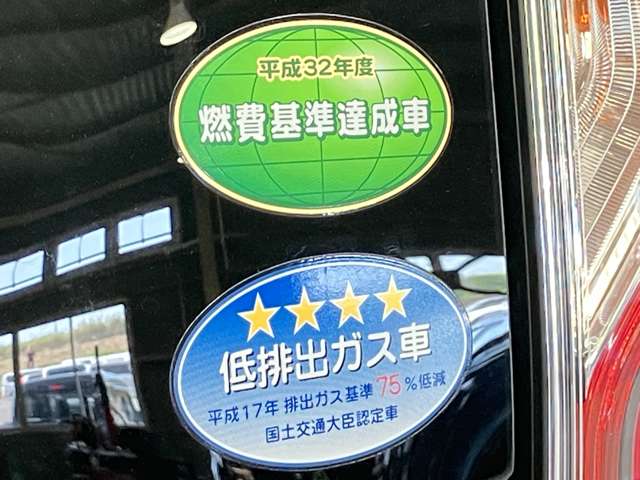 平成32年度
燃費基準達成車
低排出ガス車
平成17年 排出ガス基準75%低減
国土交通大臣認定車